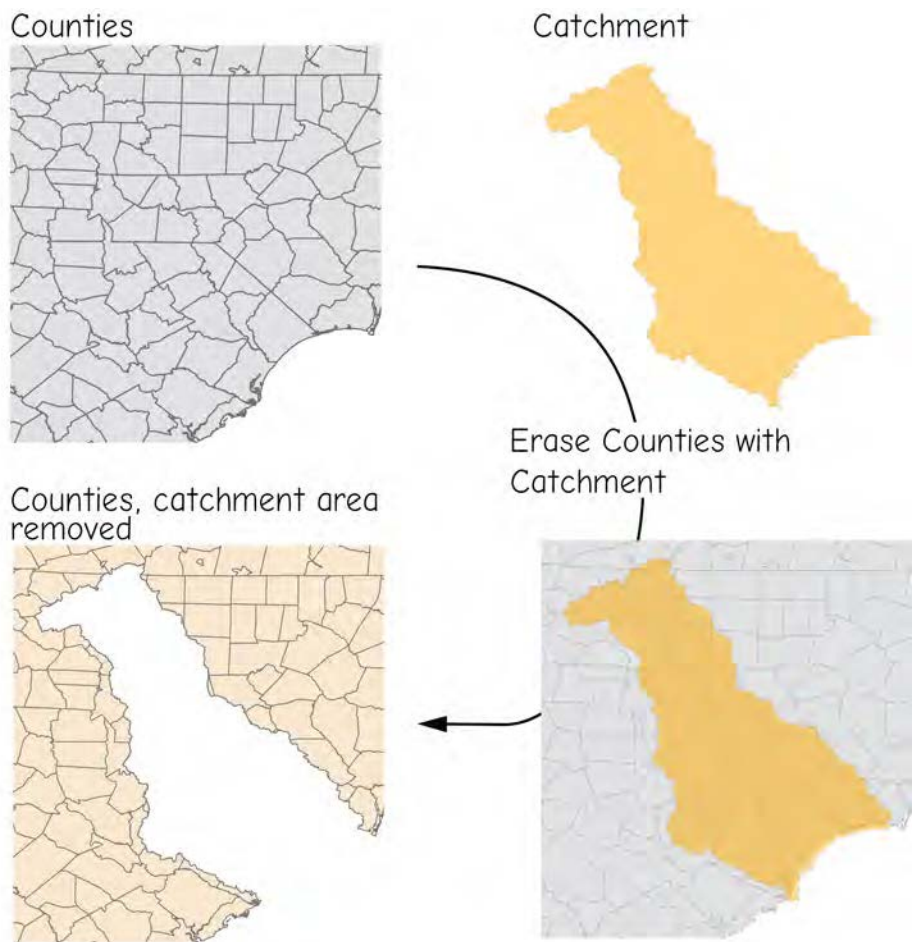 Counties
Catchment
Erase Counties with
Catchment
Counties, catchment area
removed